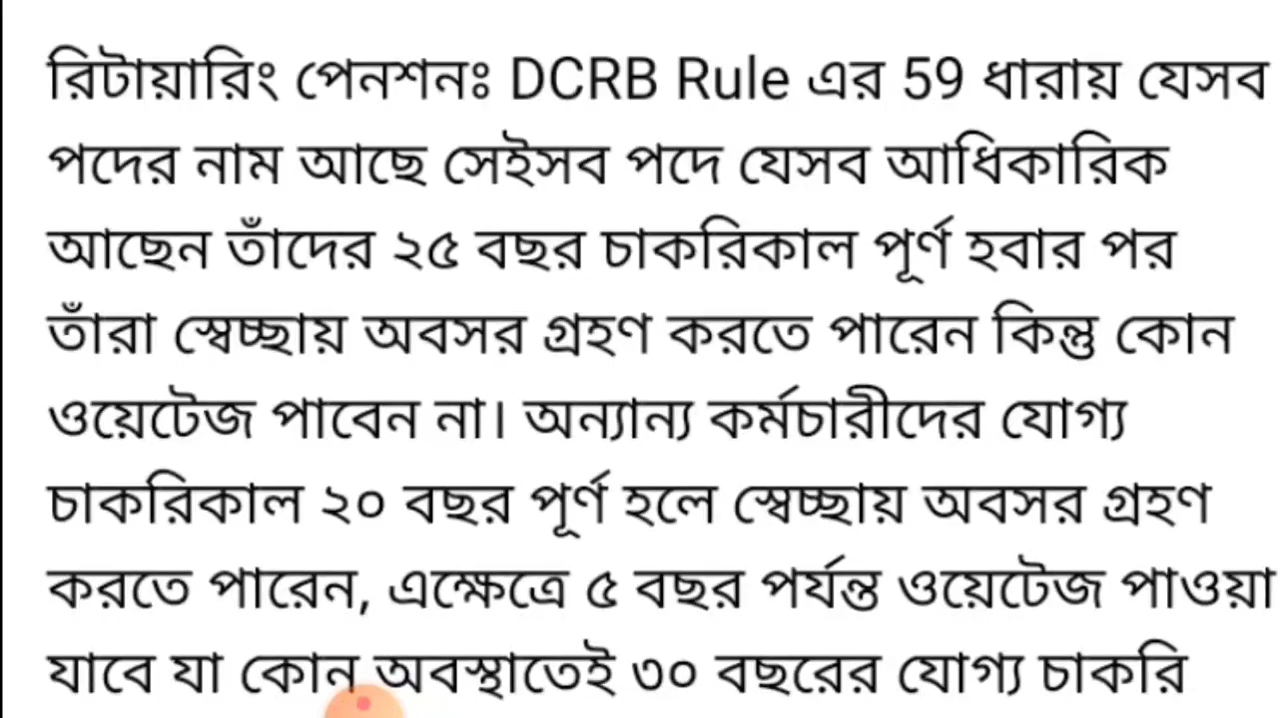 রিটায়ারিং পেনশনঃ DCRB Rule এর 59 ধারায় যেসব
পদের নাম আছে সেইসব পদে যেসব আধিকারিক
আছেন তাঁদের ২৫ বছর চাকরিকাল পূর্ণ হবার পর
তাঁরা স্বেচ্ছায় অবসর গ্রহণ করতে পারেন কিন্তু কোন
ওয়েটেজ পাবেন না। অন্যান্য কর্মচারীদের যোগ্য
চাকরিকাল ২০ বছর পূর্ণ হলে স্বেচ্ছায় অবসর গ্রহণ
করতে পারেন, এক্ষেত্রে ৫ বছর পর্যন্ত ওয়েটেজ পাওয়া
যাবে যা কোন অবস্থাতেই ৩০ বছরের যোগ্য চাকরি